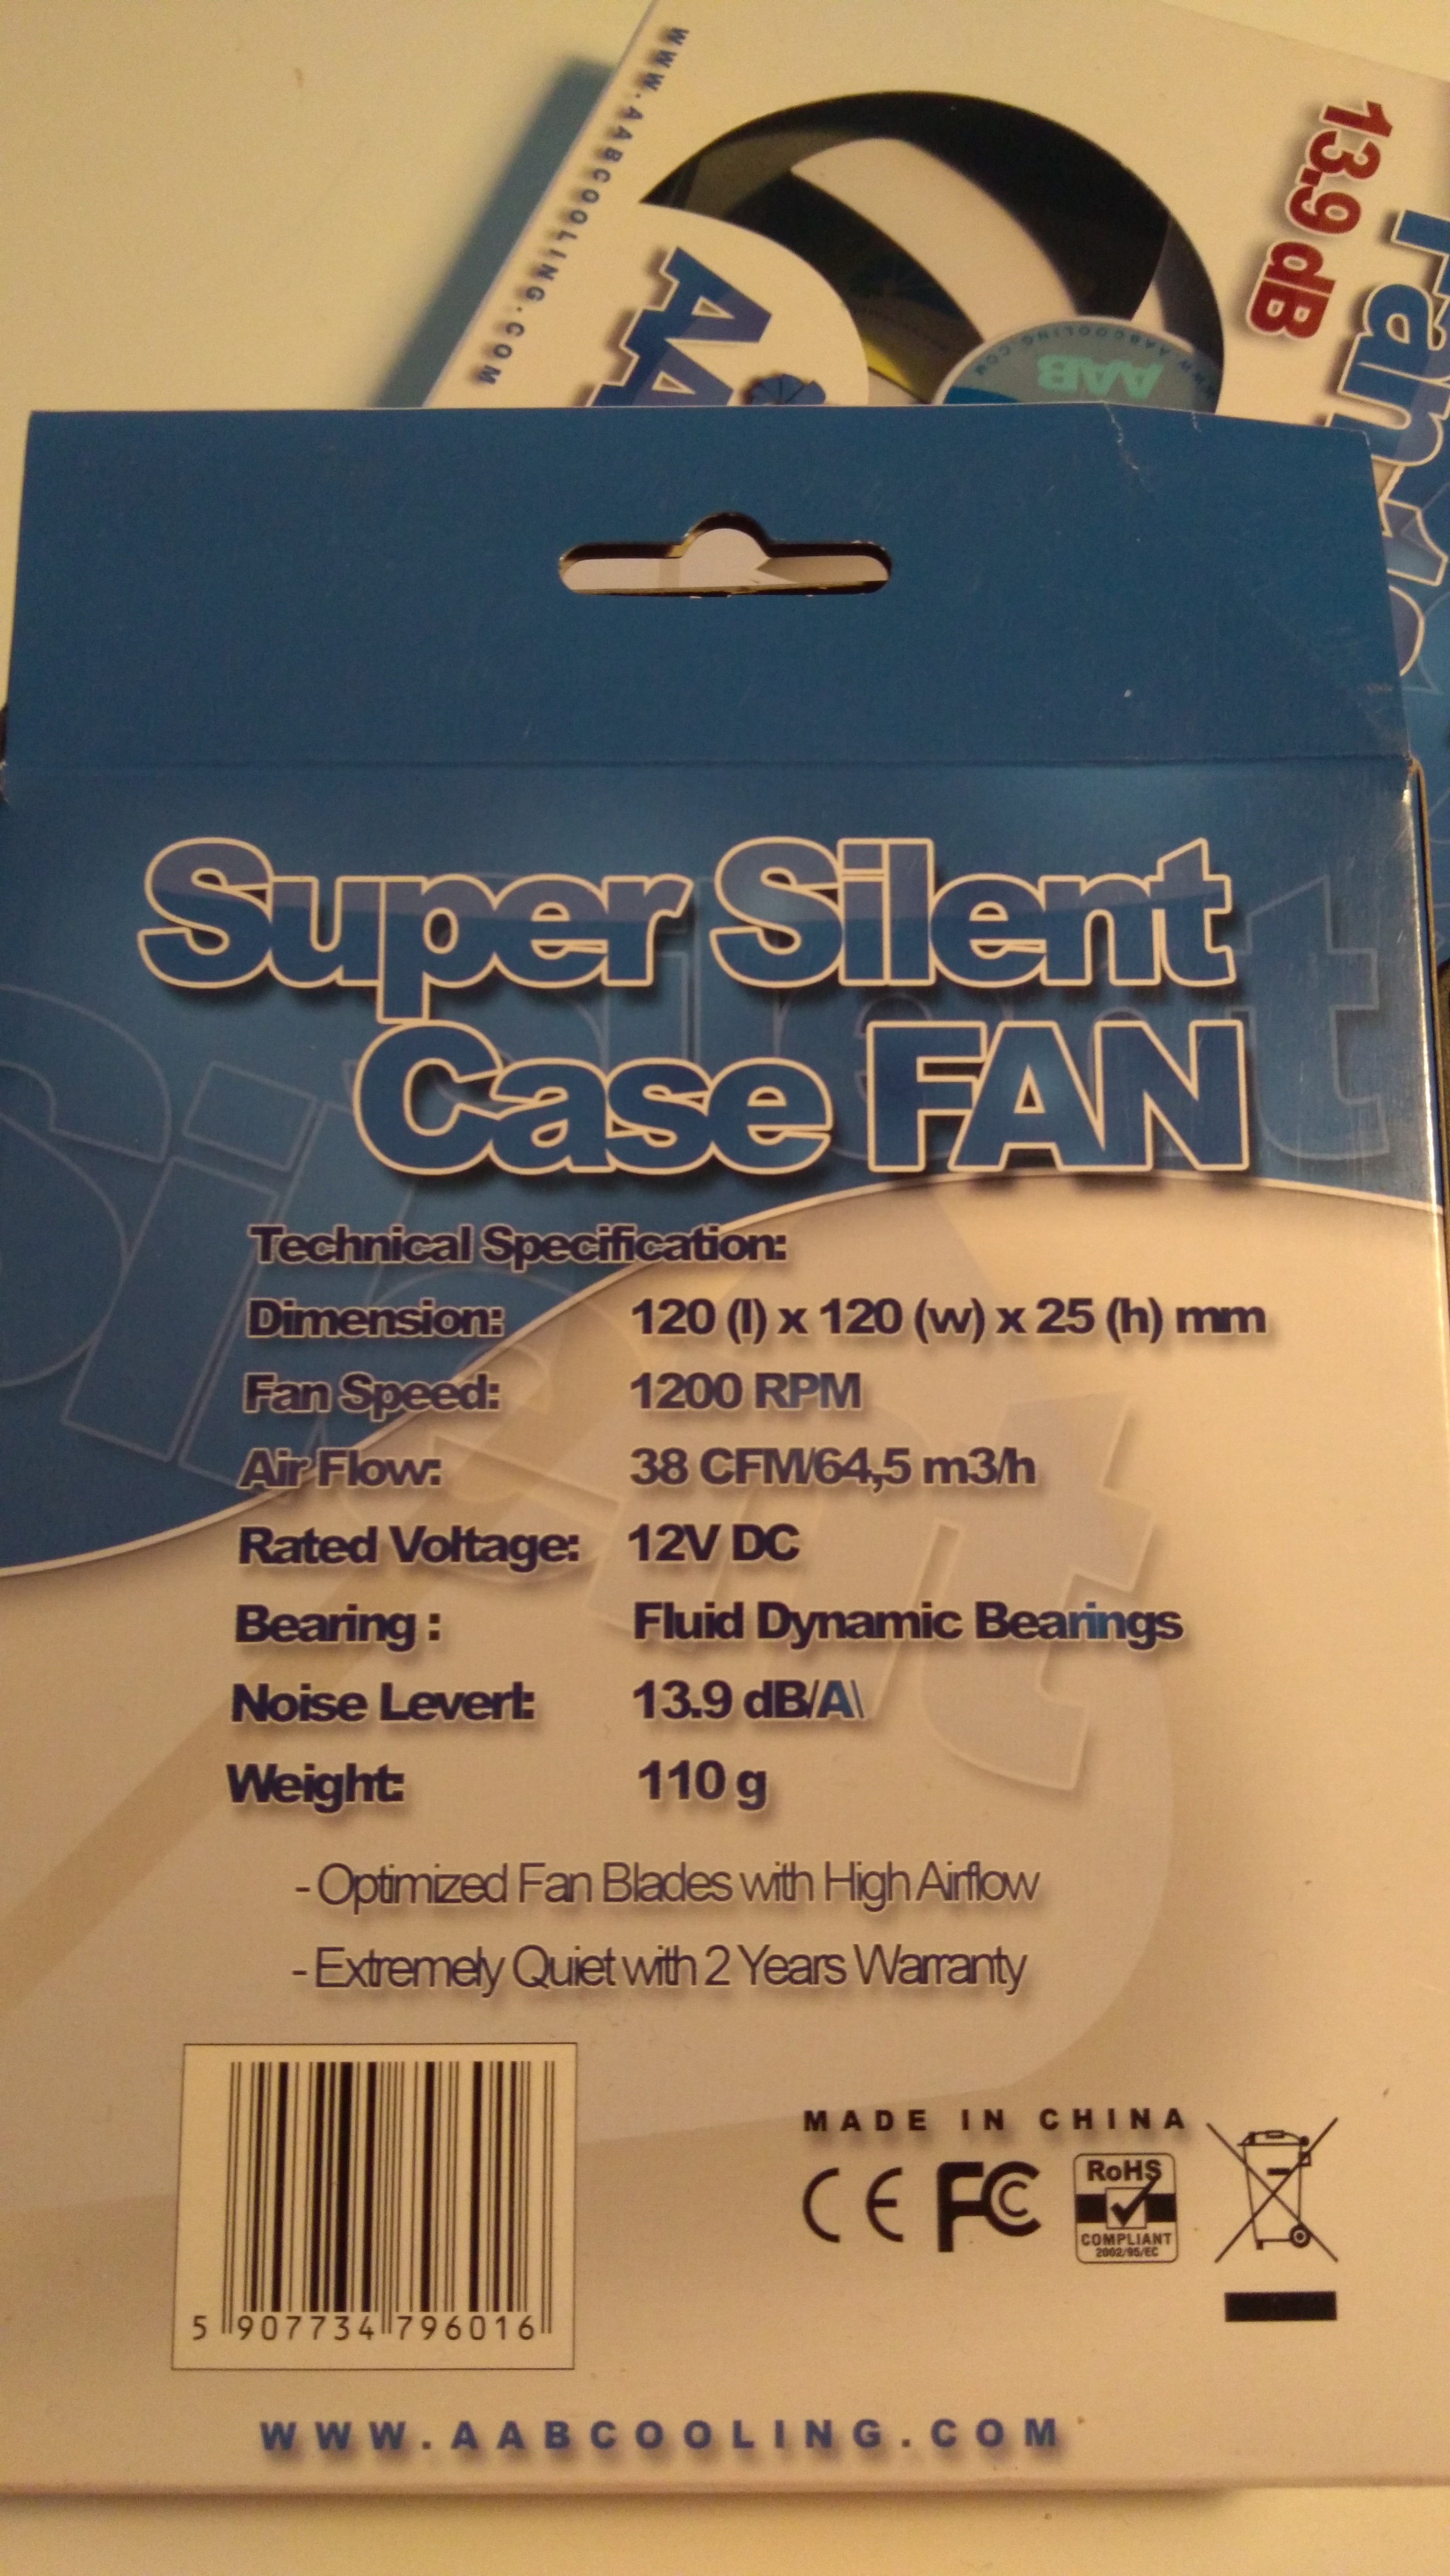 WWW.AABCOOLING.COM
13.9 dB
AAB
AABCOOLING.COM
Super Silent
Case FAN
Technical Specification:
Dimension: 120 (l) x 120 (w) x 25 (h) mm
Fan Speed: 1200 RPM
Air Flow: 38 CFM/64,5 m3/h
Rated Voltage: 12V DC
Bearing : Fluid Dynamic Bearings
Noise Leverl: 13.9 dB/A\
Weight: 110 g
- Optimized Fan Blades with High Airflow
- Extremely Quiet with 2 Years Warranty
MADE IN CHINA
CE FC RoHS
COMPLIANT
2002/95/EC
5 907734 796016
WWW.AABCOOLING.COM